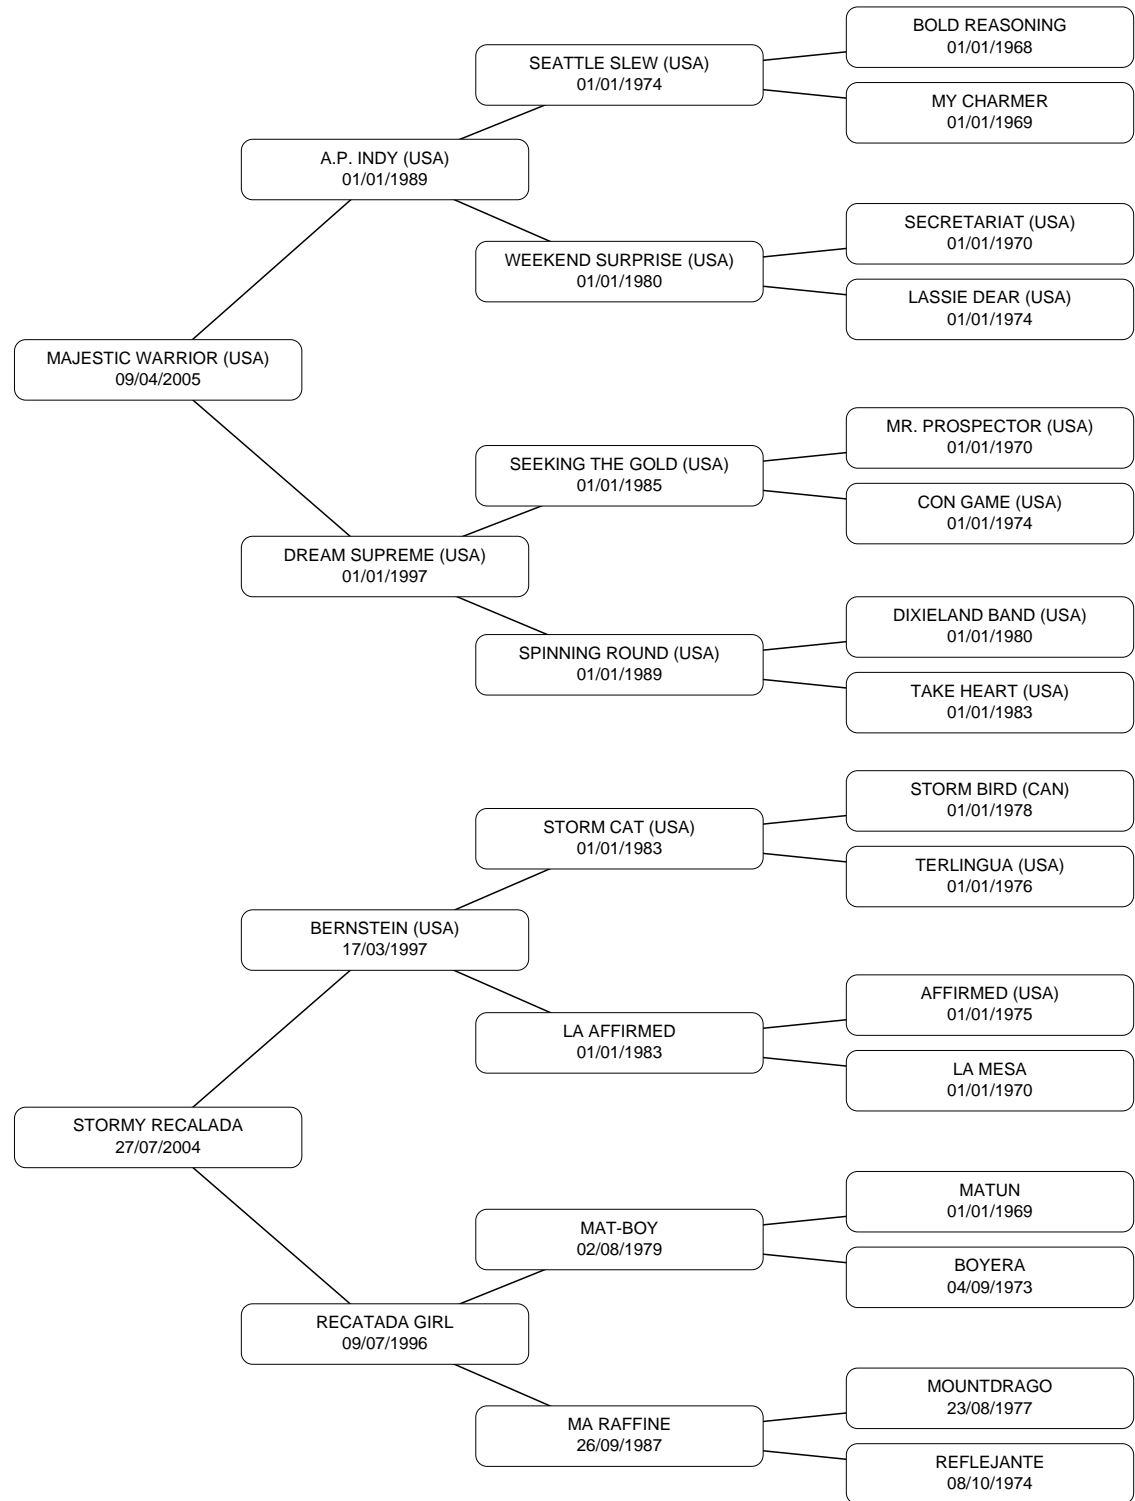 BOLD REASONING
01/01/1968
SEATTLE SLEW (USA)
01/01/1974
MY CHARMER
01/01/1969
A.P. INDY (USA)
01/01/1989
SECRETARIAT (USA)
01/01/1970
WEEKEND SURPRISE (USA)
01/01/1980
LASSIE DEAR (USA)
01/01/1974
MAJESTIC WARRIOR (USA)
09/04/2005
MR. PROSPECTOR (USA)
01/01/1970
SEEKING THE GOLD (USA)
01/01/1985
CON GAME (USA)
01/01/1974
DREAM SUPREME (USA)
01/01/1997
DIXIELAND BAND (USA)
01/01/1980
SPINNING ROUND (USA)
01/01/1989
TAKE HEART (USA)
01/01/1983
STORM BIRD (CAN)
01/01/1978
STORM CAT (USA)
01/01/1983
TERLINGUA (USA)
01/01/1976
BERNSTEIN (USA)
17/03/1997
AFFIRMED (USA)
01/01/1975
LA AFFIRMED
01/01/1983
LA MESA
01/01/1970
STORMY RECALADA
27/07/2004
MATUN
01/01/1969
MAT-BOY
02/08/1979
BOYERA
04/09/1973
RECATADA GIRL
09/07/1996
MOUNTDRAGO
23/08/1977
MA RAFFINE
26/09/1987
REFLEJANTE
08/10/1974